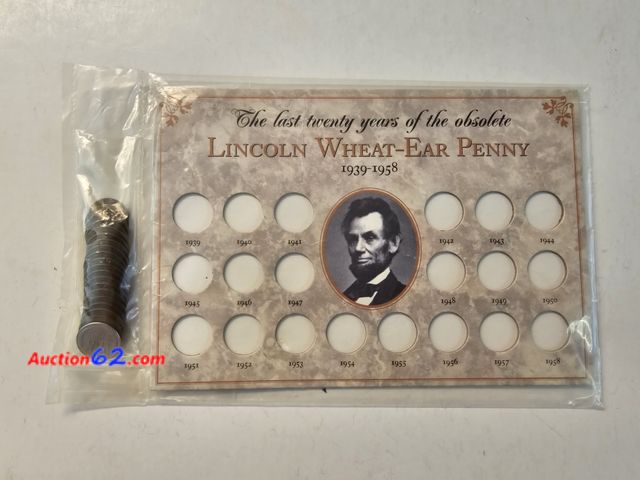 The last twenty years of the obsolete
LINCOLN WHEAT-EAR PENNY
1939-1958
1939 1940 1941 1942 1943 1944
1945 1946 1947 1948 1949 1950
1951 1952 1953 1954 1955 1956 1957 1958
Auction62.com